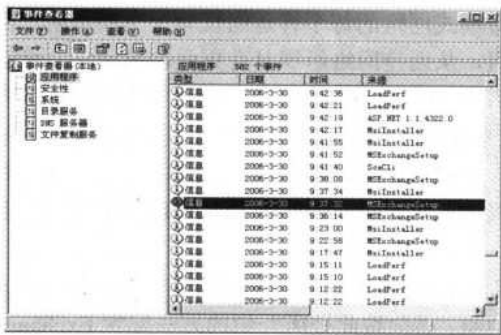 事件查看器
文件(F) 操作(A) 查看(V) 帮助(H)
事件查看器(本地)
应用程序
安全性
系统
目录服务
DNS 服务器
文件复制服务
应用程序 582 个事件
类型 日期 时间 来源
信息 2006-3-30 9:42:36 LoadPerf
信息 2006-3-30 9:42:21 LoadPerf
信息 2006-3-30 9:42:19 ASP.NET 1.1.4322.0
信息 2006-3-30 9:42:17 MsiInstaller
信息 2006-3-30 9:41:55 MsiInstaller
信息 2006-3-30 9:41:52 MSExchangeSetup
信息 2006-3-30 9:41:40 SceCli
信息 2006-3-30 9:38:08 MSExchangeSetup
信息 2006-3-30 9:37:34 MsiInstaller
信息 2006-3-30 9:37:32 MSExchangeSetup
信息 2006-3-30 9:36:14 MSExchangeSetup
信息 2006-3-30 9:23:00 MsiInstaller
信息 2006-3-30 9:22:58 MSExchangeSetup
信息 2006-3-30 9:17:47 MsiInstaller
信息 2006-3-30 9:15:11 LoadPerf
信息 2006-3-30 9:15:10 LoadPerf
信息 2006-3-30 9:12:22 LoadPerf
信息 2006-3-30 9:12:22 LoadPerf